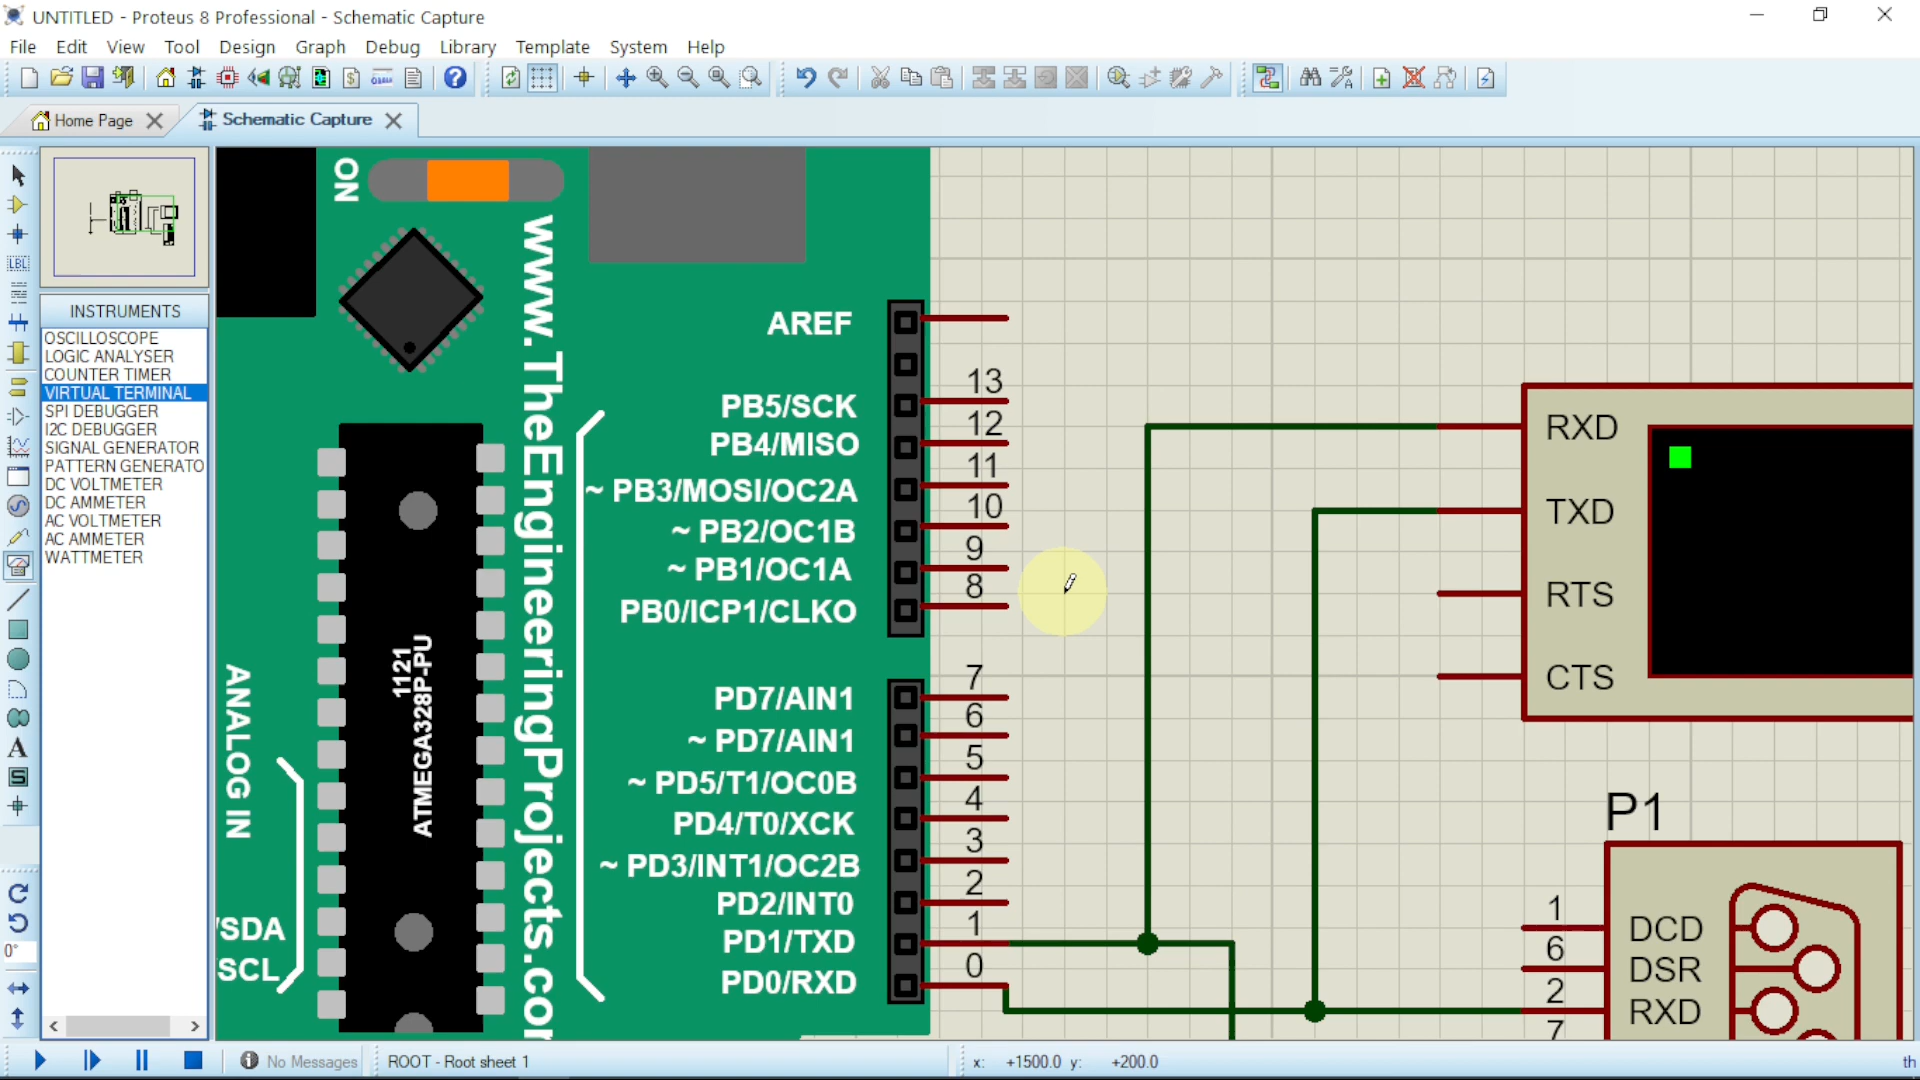 UNTITLED - Proteus 8 Professional - Schematic Capture
File Edit View Tool Design Graph Debug Library Template System Help
Home Page
Schematic Capture
INSTRUMENTS
OSCILLOSCOPE
LOGIC ANALYSER
COUNTER TIMER
VIRTUAL TERMINAL
SPI DEBUGGER
I2C DEBUGGER
SIGNAL GENERATOR
PATTERN GENERATO
DC VOLTMETER
DC AMMETER
AC VOLTMETER
AC AMMETER
WATTMETER
LBL
A
S
0°
ON
www.TheEngineeringProjects.com
1121
ATMEGA328P-PU
ANALOG IN
/SDA
SCL
AREF
13
PB5/SCK
12
PB4/MISO
11
~ PB3/MOSI/OC2A
10
~ PB2/OC1B
9
~ PB1/OC1A
8
PB0/ICP1/CLKO
7
PD7/AIN1
6
~ PD7/AIN1
5
~ PD5/T1/OC0B
4
PD4/T0/XCK
3
~ PD3/INT1/OC2B
2
PD2/INT0
1
PD1/TXD
0
PD0/RXD
RXD
TXD
RTS
CTS
P1
1
DCD
6
DSR
2
RXD
7
No Messages
ROOT - Root sheet 1
x: +1500.0 y: +200.0
th